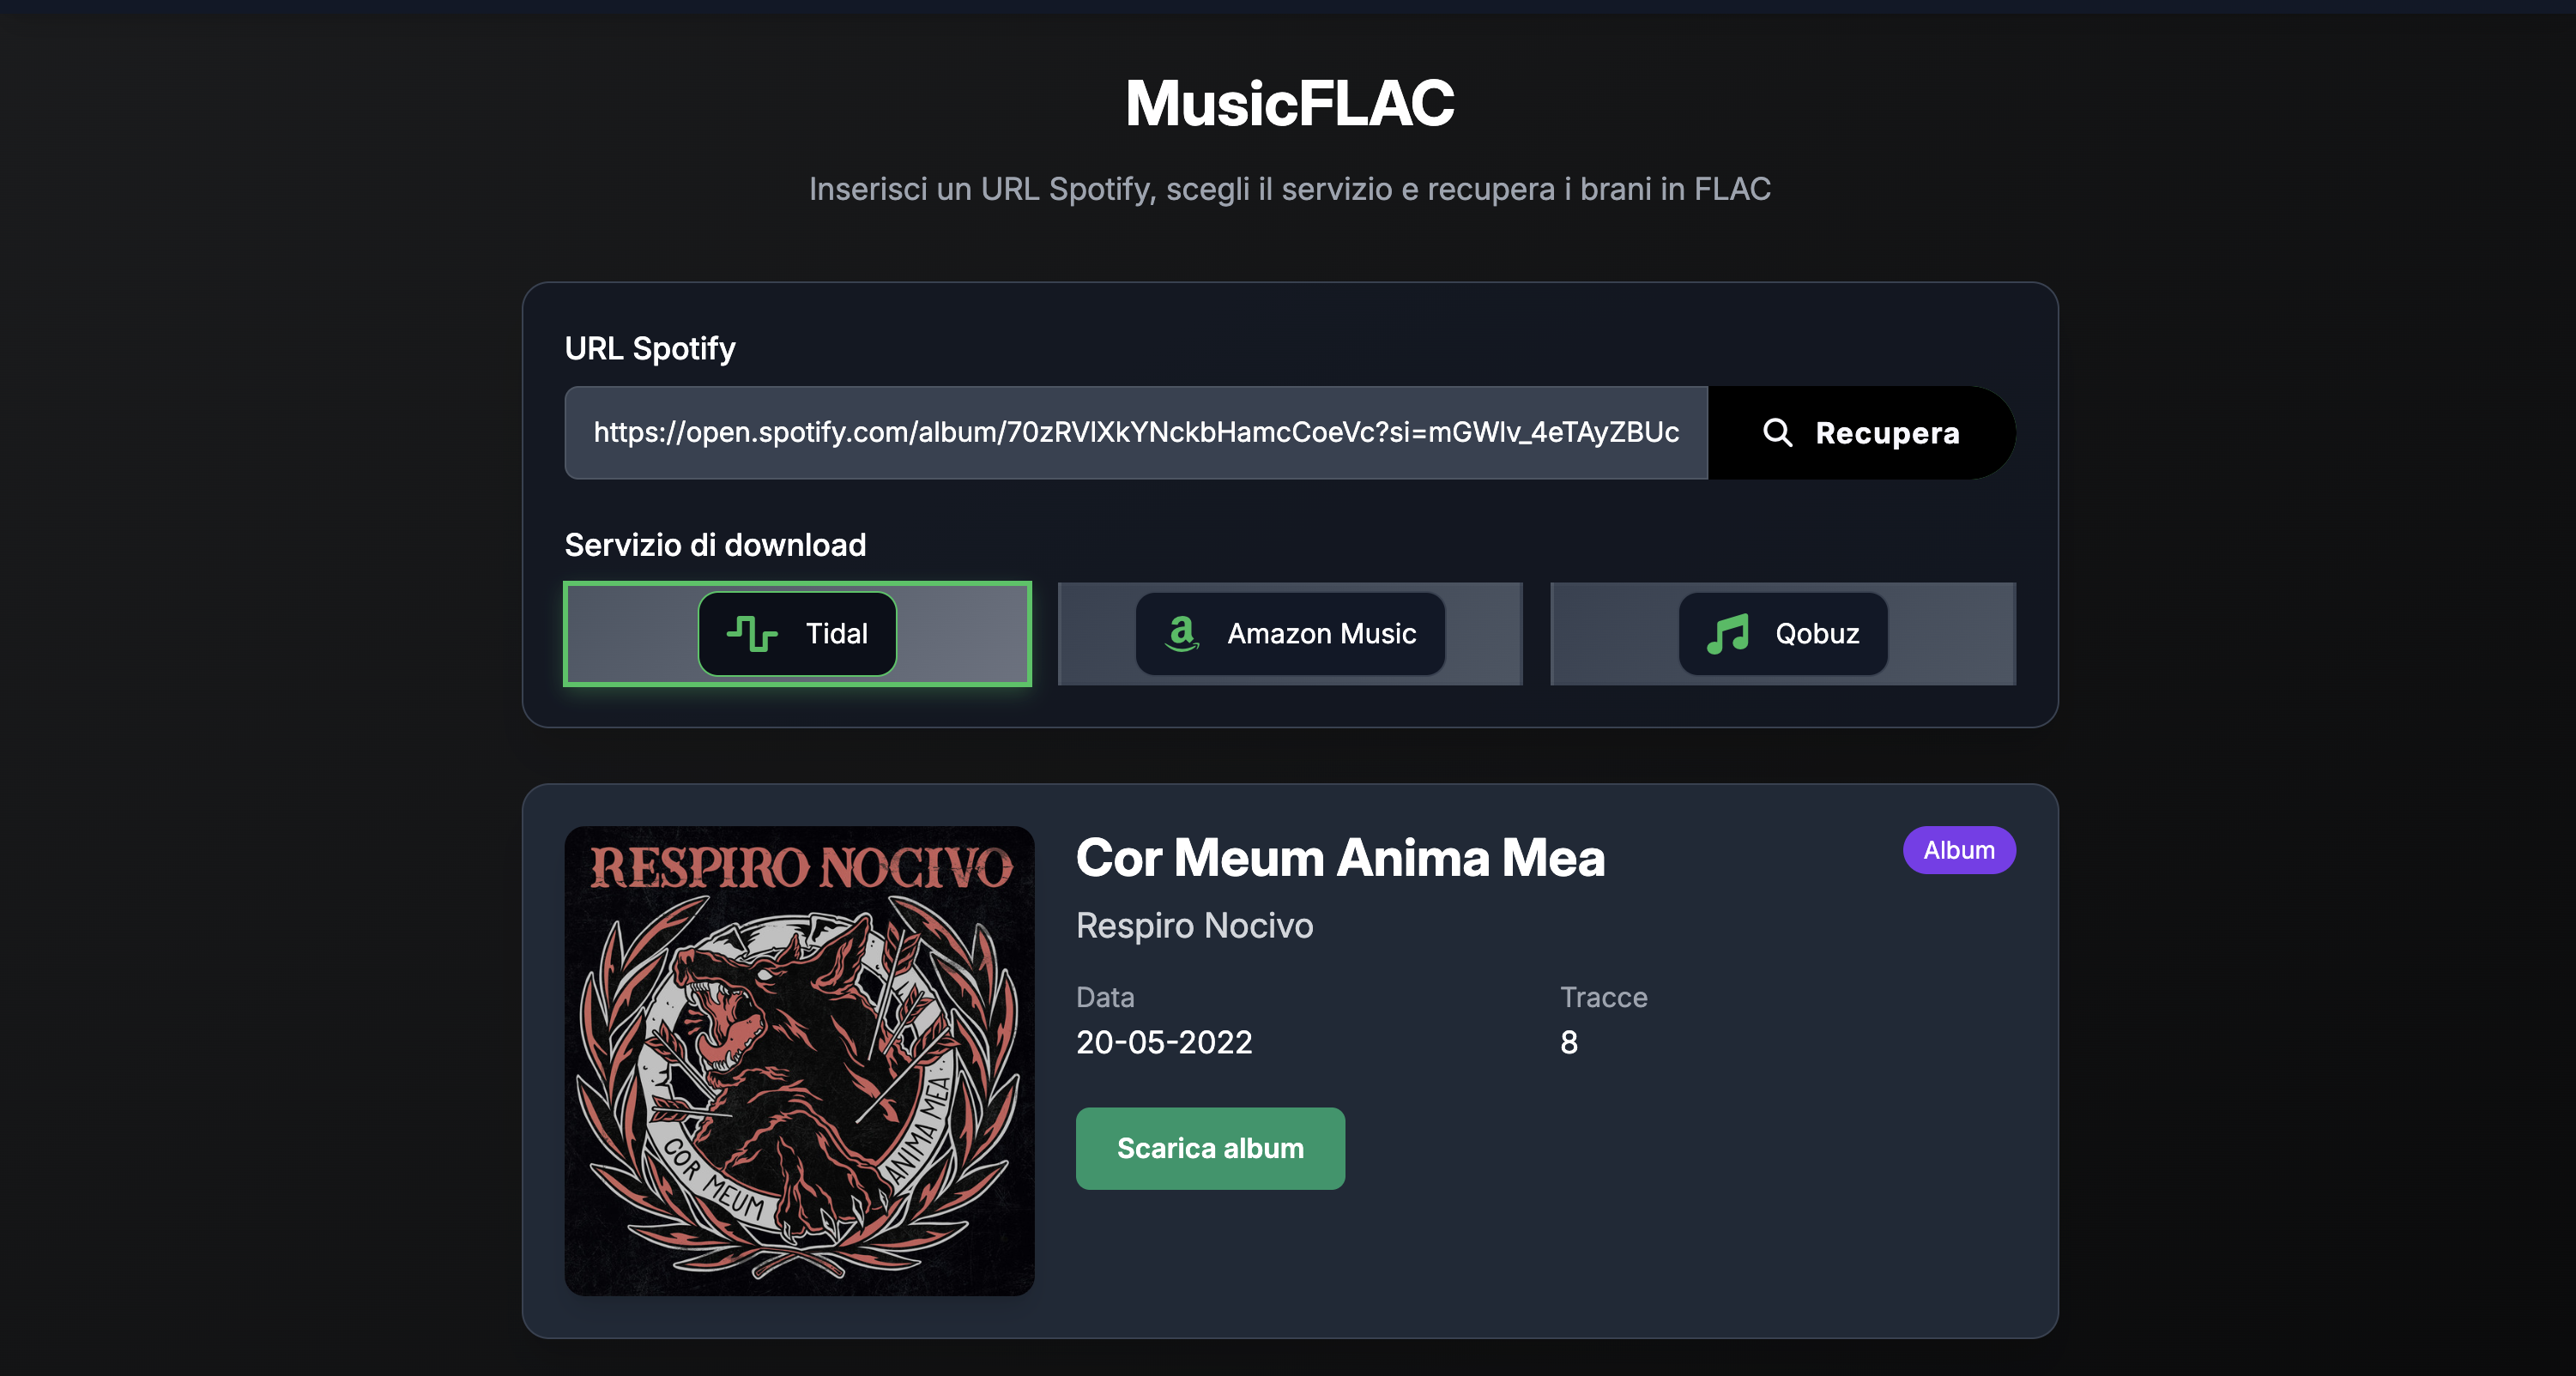 MusicFLAC
Inserisci un URL Spotify, scegli il servizio e recupera i brani in FLAC
URL Spotify
https://open.spotify.com/album/70zRVlXkYNckbHamcCoeVc?si=mGWlv_4eTAyZBUc
Recupera
Servizio di download
Tidal
Amazon Music
Qobuz
RESPIRO NOCIVO
COR MEUM
ANIMA MEA
Cor Meum Anima Mea
Album
Respiro Nocivo
Data
Tracce
20-05-2022
8
Scarica album